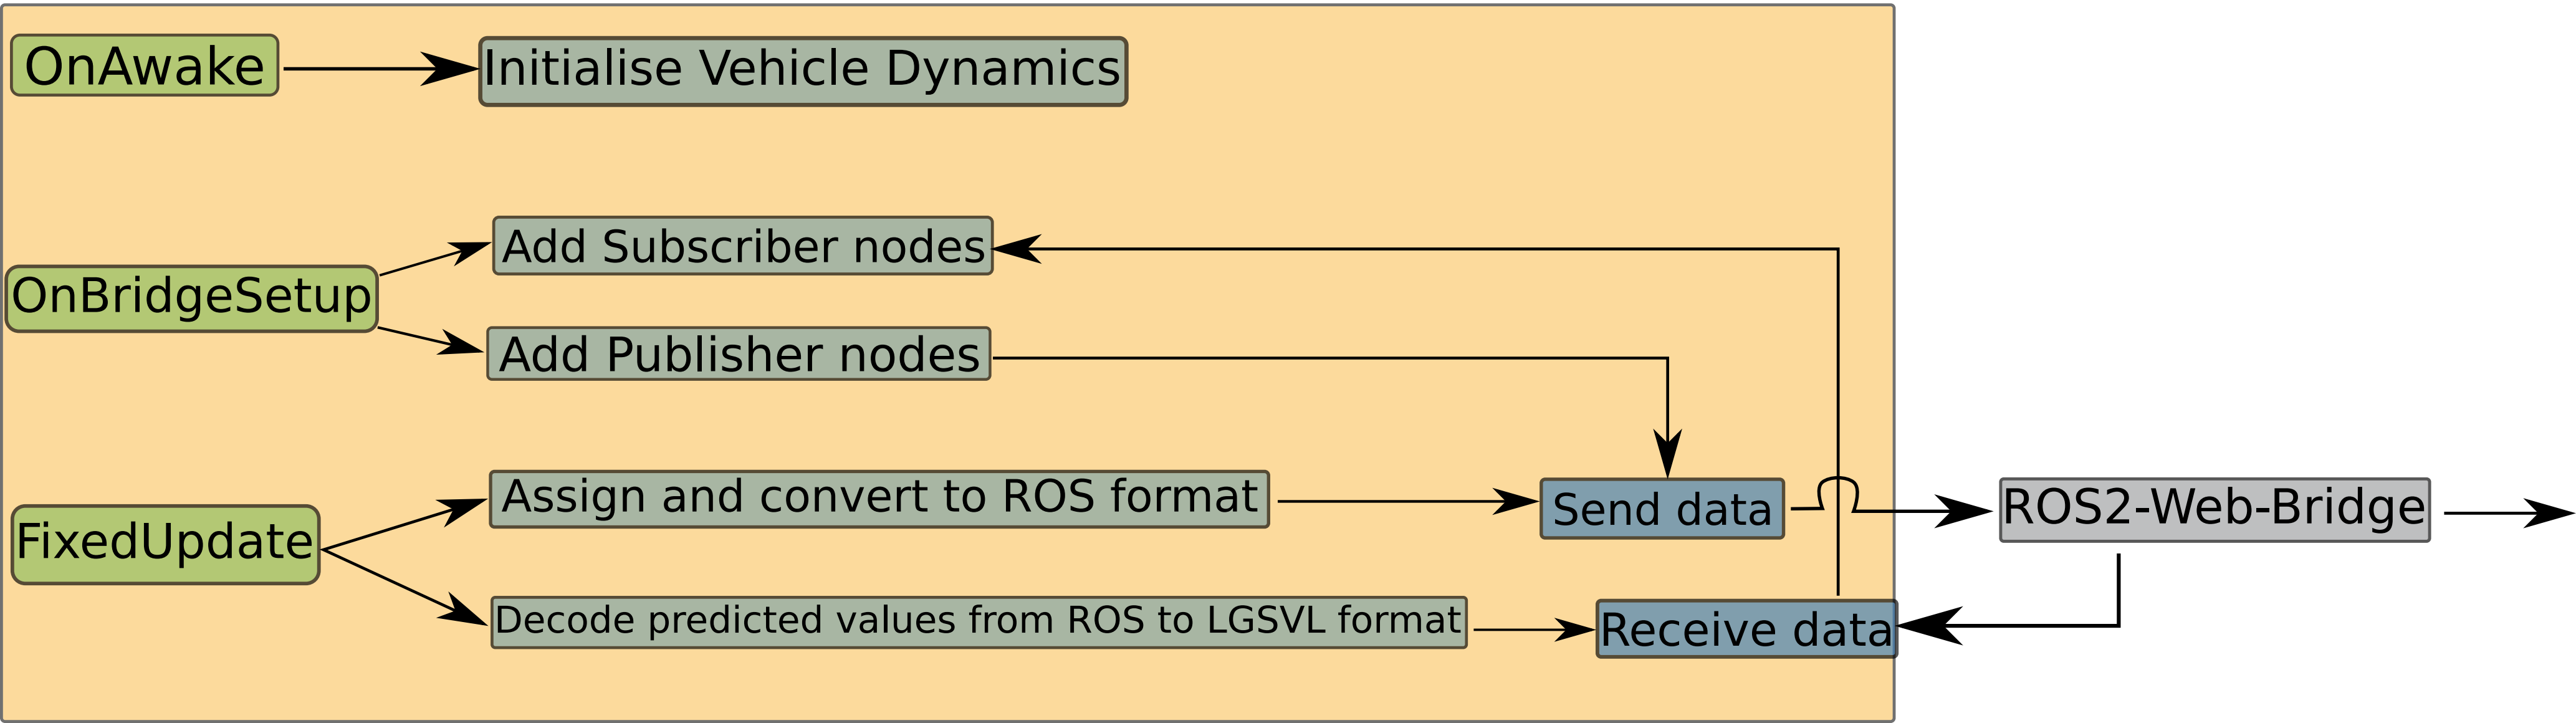 OnAwake
Initialise Vehicle Dynamics
OnBridgeSetup
Add Subscriber nodes
Add Publisher nodes
FixedUpdate
Assign and convert to ROS format
Decode predicted values from ROS to LGSVL format
Send data
Receive data
ROS2-Web-Bridge